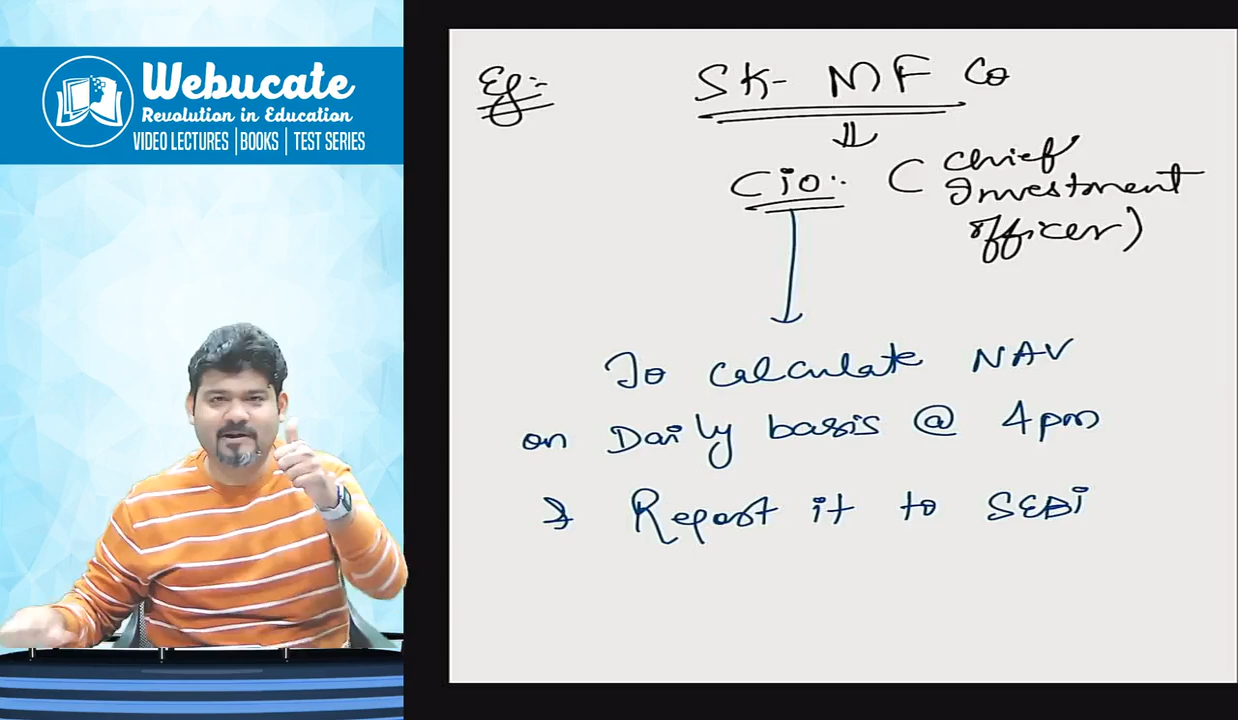 Webucate
Revolution in Education
VIDEO LECTURES | BOOKS | TEST SERIES
Eg:-
SK- MF Co
CiO:- ( Chief Investment officer)
To calculate NAV
on Daily basis @ 4pm
& Report it to SEBI